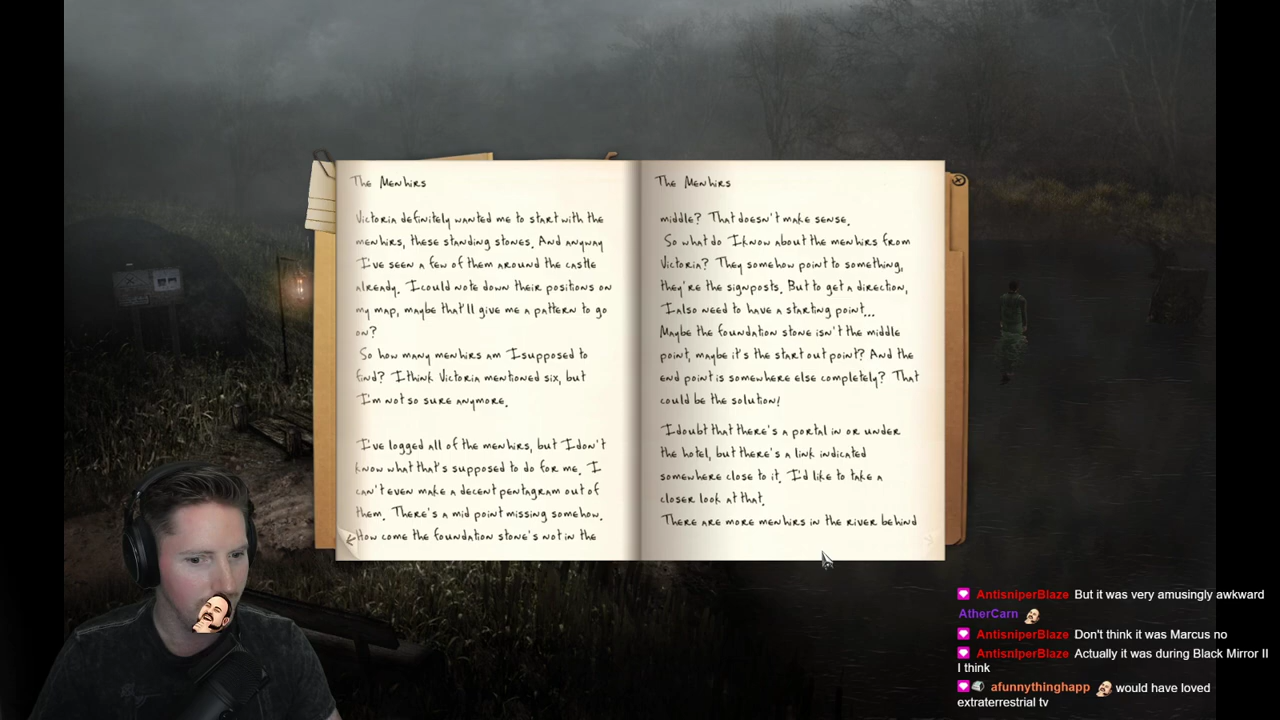 The Menhirs
Victoria definitely wanted me to start with the
menhirs, these standing stones. And anyway
I've seen a few of them around the castle
already. I could note down their positions on
my map, maybe that'll give me a pattern to go
on?
So how many menhirs am I supposed to
find? I think Victoria mentioned six, but
I'm not so sure anymore.
I've logged all of the menhirs, but I don't
know what that's supposed to do for me. I
can't even make a decent pentagram out of
them. There's a mid point missing somehow.
How come the foundation stone's not in the
The Menhirs
middle? That doesn't make sense.
So what do I know about the menhirs from
Victoria? They somehow point to something,
they're the signposts. But to get a direction,
I also need to have a starting point...
Maybe the foundation stone isn't the middle
point, maybe it's the start out point? And the
end point is somewhere else completely? That
could be the solution!
I doubt that there's a portal in or under
the hotel, but there's a link indicated
somewhere close to it. I'd like to take a
closer look at that.
There are more menhirs in the river behind
AntisniperBlaze But it was very amusingly awkward
AtherCarn
AntisniperBlaze Don't think it was Marcus no
AntisniperBlaze Actually it was during Black Mirror II
I think
afunnythinghapp would have loved
extraterrestrial tv